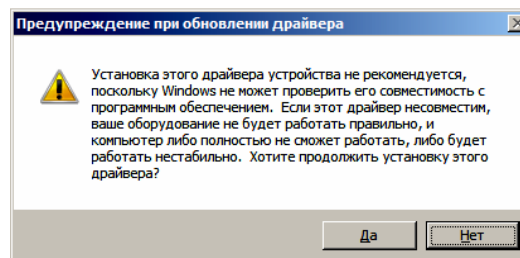 Предупреждение при обновлении драйвера
Установка этого драйвера устройства не рекомендуется,
поскольку Windows не может проверить его совместимость с
программным обеспечением. Если этот драйвер несовместим,
ваше оборудование не будет работать правильно, и
компьютер либо полностью не сможет работать, либо будет
работать нестабильно. Хотите продолжить установку этого
драйвера?
Да
Нет